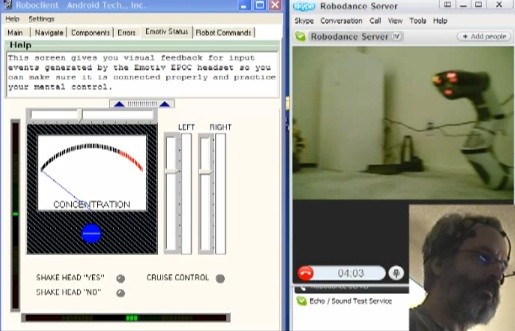 Roboclient Android Tech... Inc.
Help Settings
Main Navigate Components Errors Emotiv Status Robot Commands
Help
This screen gives you visual feedback for input
events generated by the Emotiv EPOC headset so you
can make sure it is connected properly and practice
your mental control.
LEFT RIGHT
CONCENTRATION
SHAKE HEAD "YES" CRUISE CONTROL
SHAKE HEAD "NO"
skype Robodance Server
Skype Conversation Call View Tools Help
Robodance Server + Add people
04:03
Echo / Sound Test Service